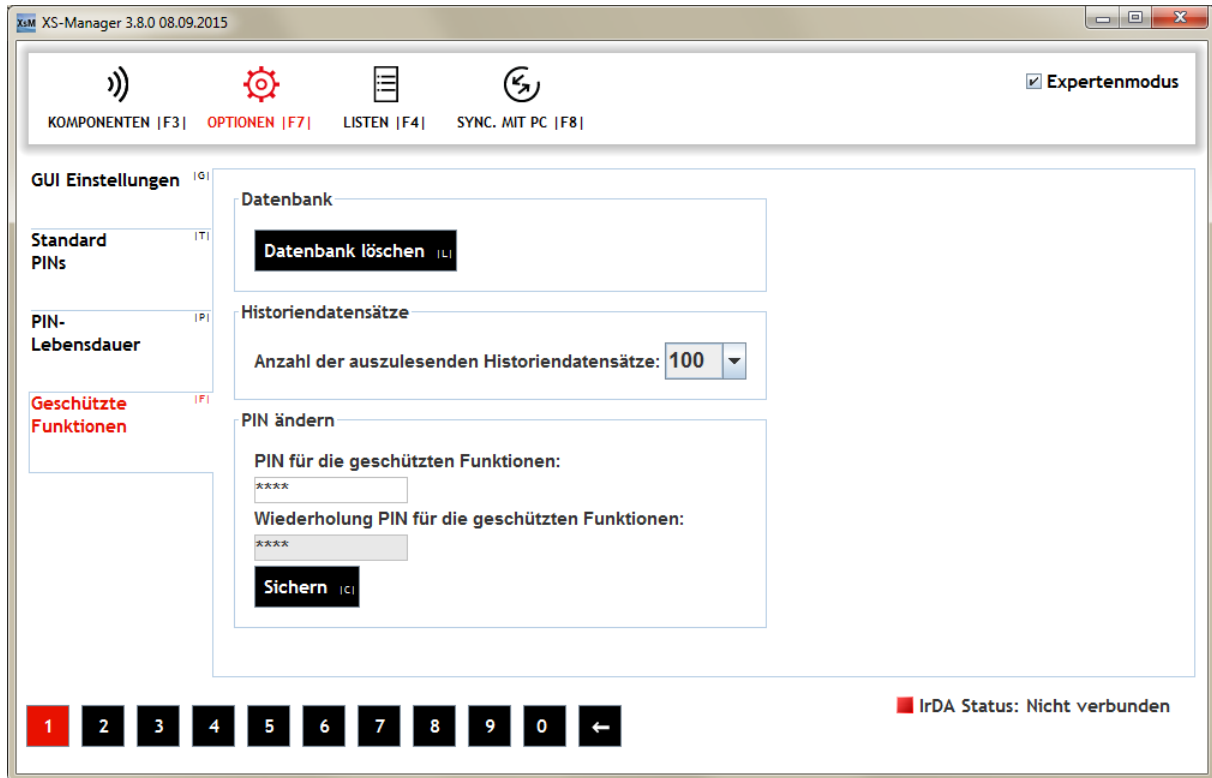 XSM XS-Manager 3.8.0 08.09.2015
KOMPONENTEN |F3| OPTIONEN |F7| LISTEN |F4| SYNC. MIT PC |F8|
Expertenmodus
GUI Einstellungen |G|
Standard |T|
PINs
PIN- |P|
Lebensdauer
Geschützte |F|
Funktionen
Datenbank
Datenbank löschen |L|
Historiendatensätze
Anzahl der auszulesenden Historiendatensätze: 100
PIN ändern
PIN für die geschützten Funktionen:
****
Wiederholung PIN für die geschützten Funktionen:
****
Sichern |C|
IrDA Status: Nicht verbunden
1 2 3 4 5 6 7 8 9 0 ←